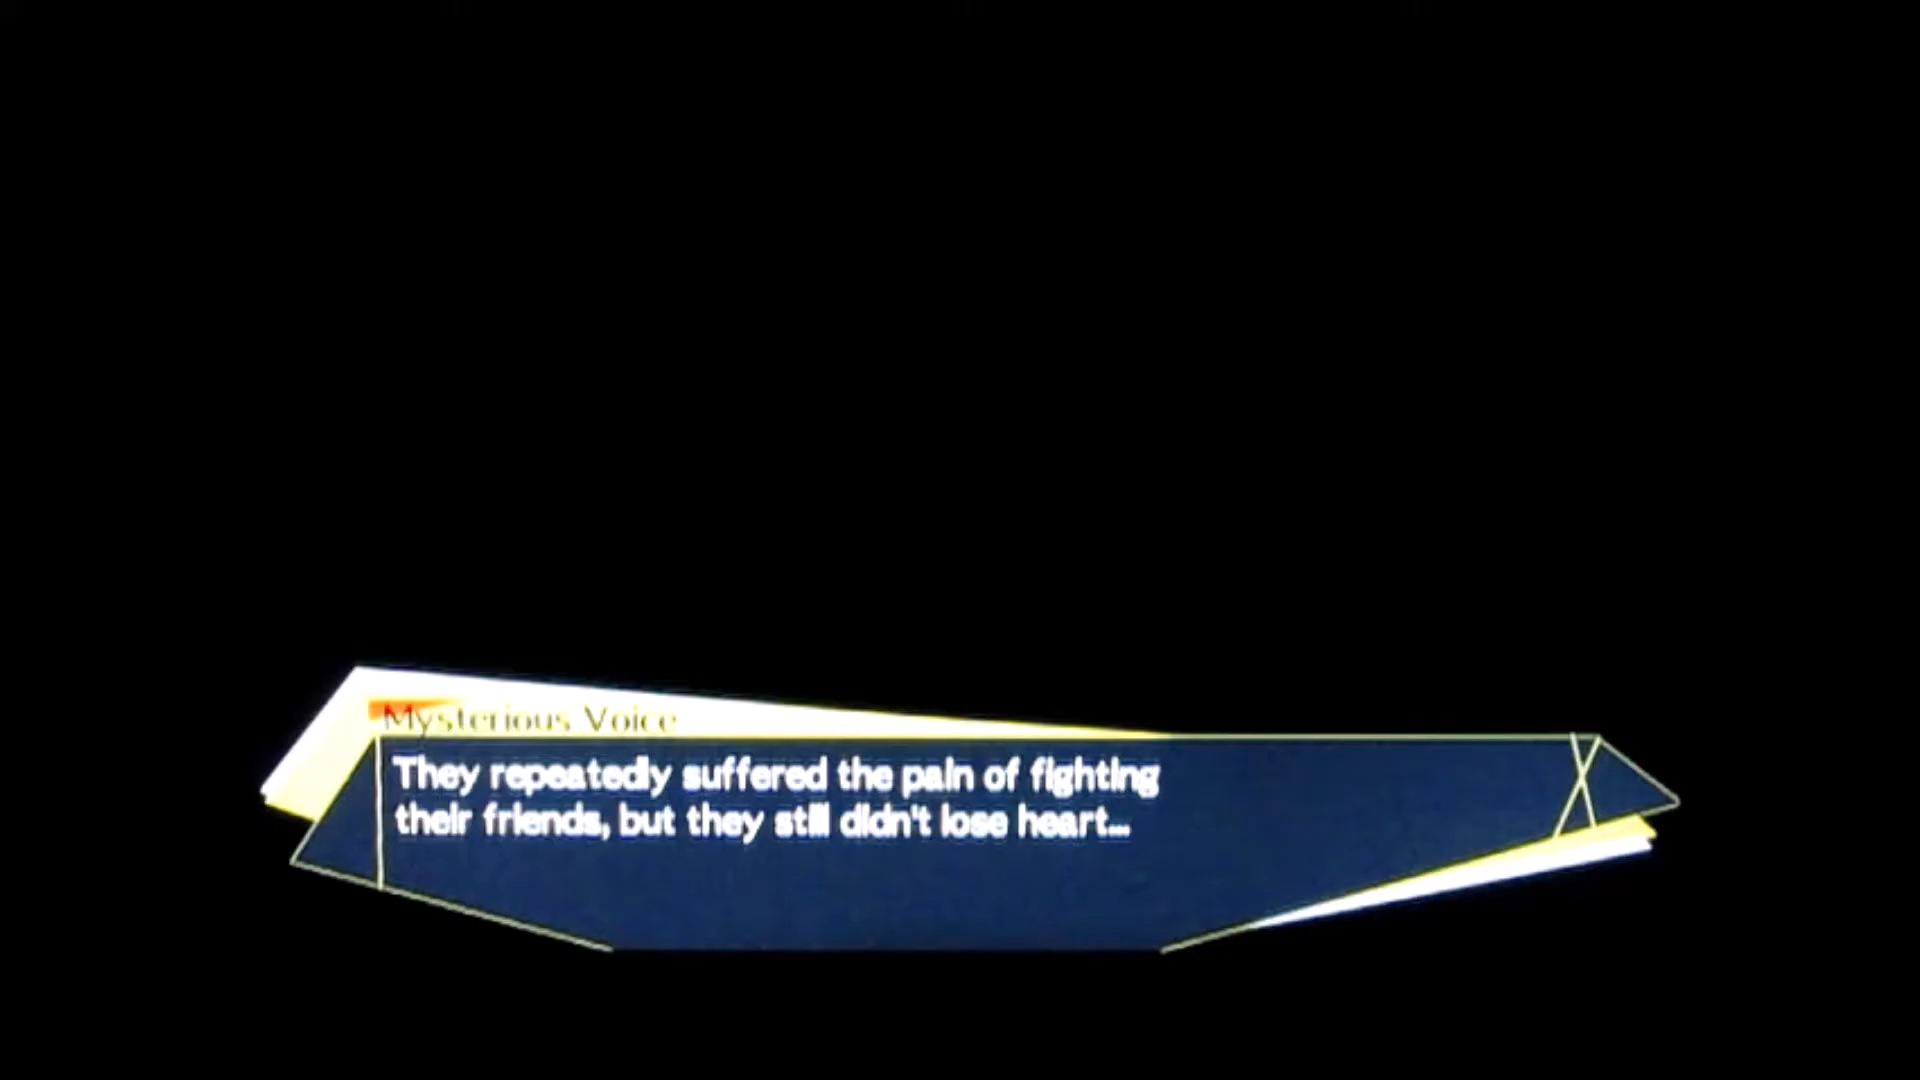 Mysterious Voice
They repeatedly suffered the pain of fighting
their friends, but they still didn't lose heart...